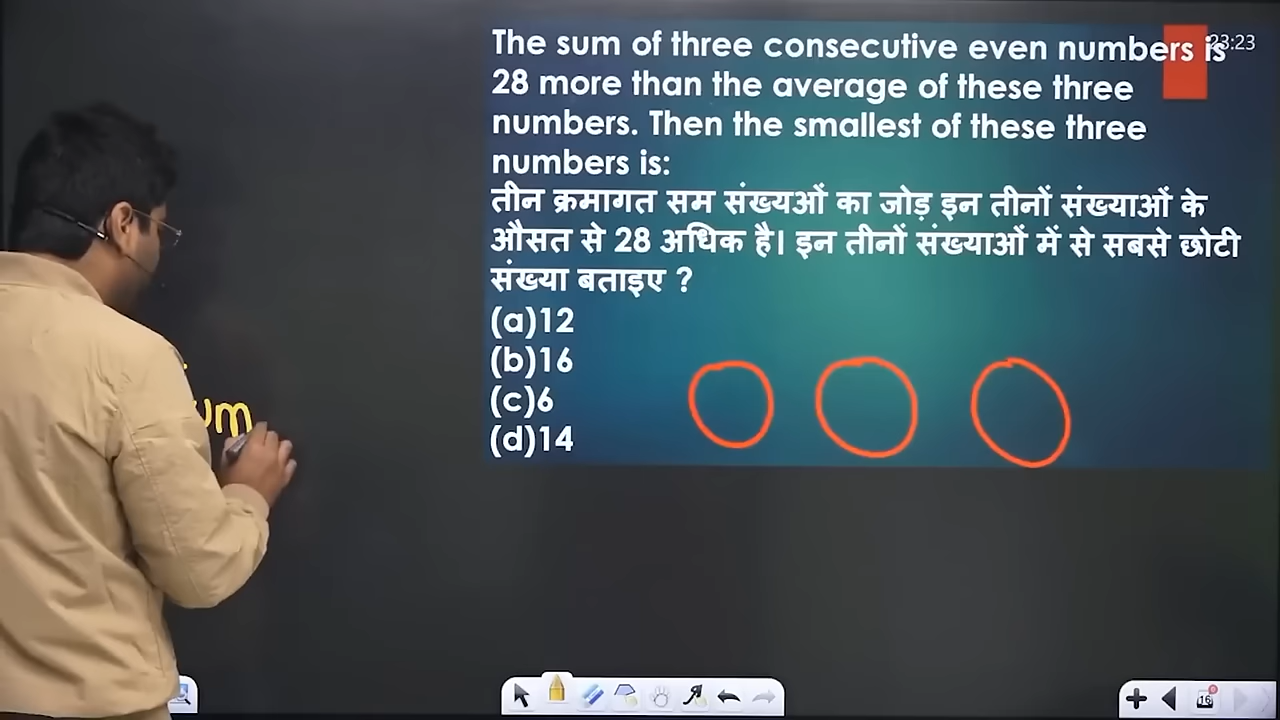 The sum of three consecutive even numbers is
23:23
28 more than the average of these three
numbers. Then the smallest of these three
numbers is:
तीन क्रमागत सम संख्यओं का जोड़ इन तीनों संख्याओं के
औसत से 28 अधिक है। इन तीनों संख्याओं में से सबसे छोटी
संख्या बताइए ?
(a)12
(b)16
(c)6
(d)14
um
16